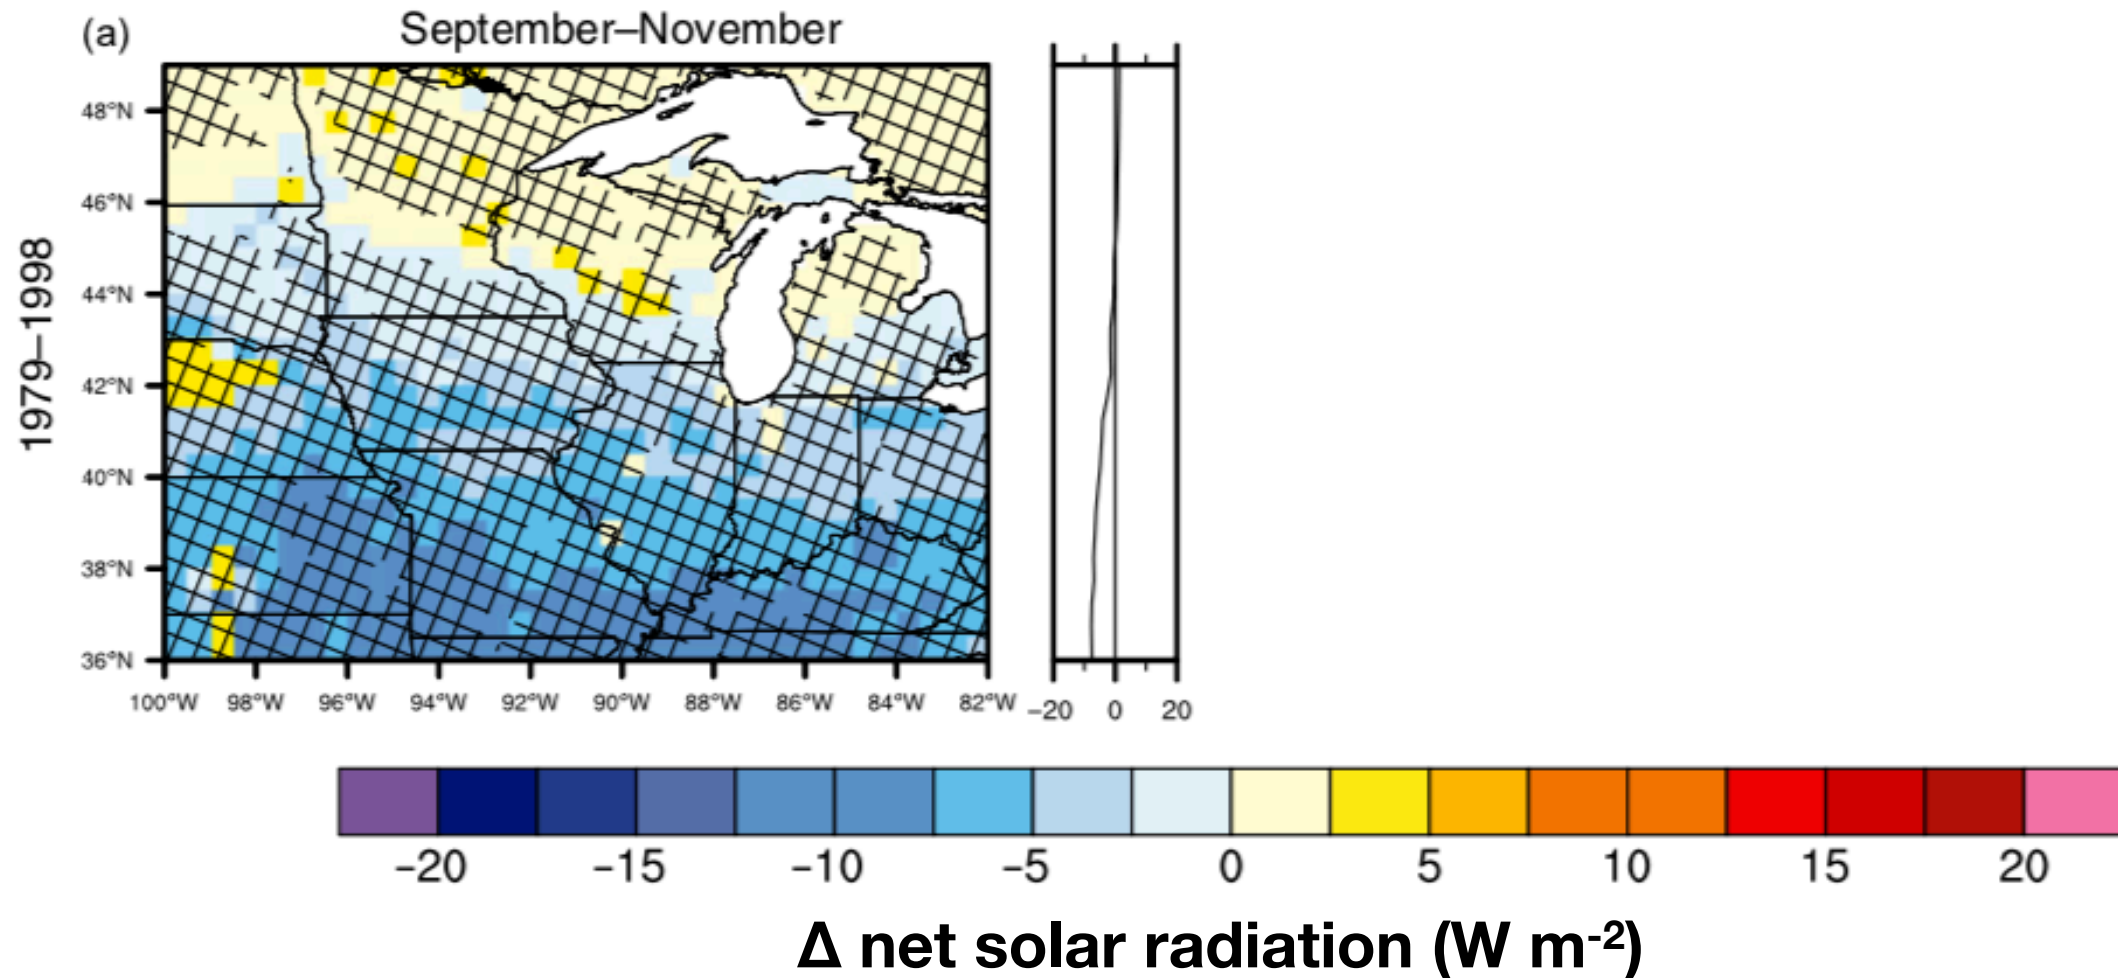 (a)
September–November
1979–1998
48°N
46°N
44°N
42°N
40°N
38°N
36°N
100°W 98°W 96°W 94°W 92°W 90°W 88°W 86°W 84°W 82°W
−20 0 20
−20 −15 −10 −5 0 5 10 15 20
Δ net solar radiation (W m-2)